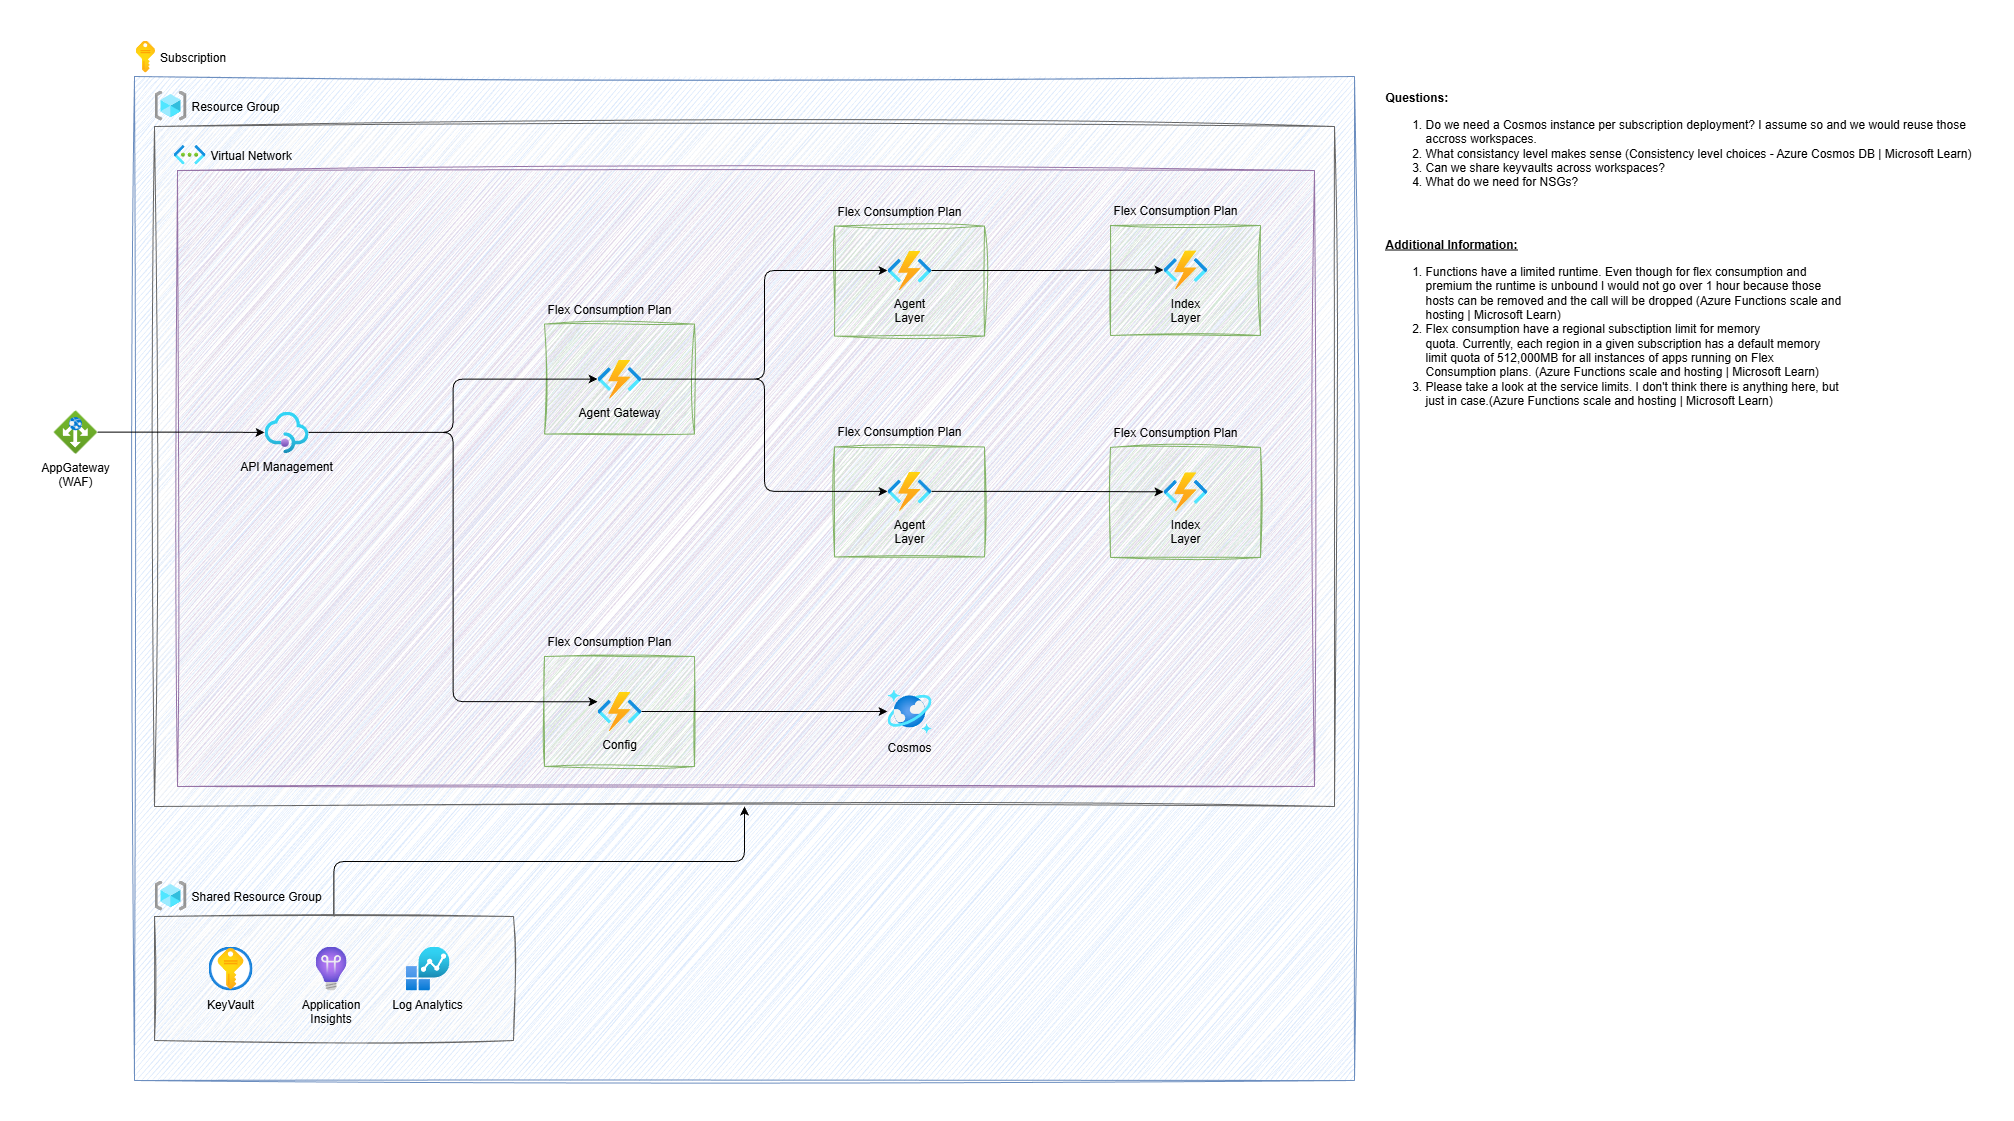 Subscription
Resource Group
Virtual Network
Flex Consumption Plan
Agent
Layer
Flex Consumption Plan
Index
Layer
Flex Consumption Plan
Agent Gateway
AppGateway
(WAF)
API Management
Flex Consumption Plan
Agent
Layer
Flex Consumption Plan
Index
Layer
Flex Consumption Plan
Config
Cosmos
Shared Resource Group
KeyVault
Application
Insights
Log Analytics
Questions:
1. Do we need a Cosmos instance per subscription deployment? I assume so and we would reuse those
accross workspaces.
2. What consistancy level makes sense (Consistency level choices - Azure Cosmos DB | Microsoft Learn)
3. Can we share keyvaults across workspaces?
4. What do we need for NSGs?
Additional Information:
1. Functions have a limited runtime. Even though for flex consumption and
premium the runtime is unbound I would not go over 1 hour because those
hosts can be removed and the call will be dropped (Azure Functions scale and
hosting | Microsoft Learn)
2. Flex consumption have a regional subsctiption limit for memory
quota. Currently, each region in a given subscription has a default memory
limit quota of 512,000MB for all instances of apps running on Flex
Consumption plans. (Azure Functions scale and hosting | Microsoft Learn)
3. Please take a look at the service limits. I don't think there is anything here, but
just in case.(Azure Functions scale and hosting | Microsoft Learn)